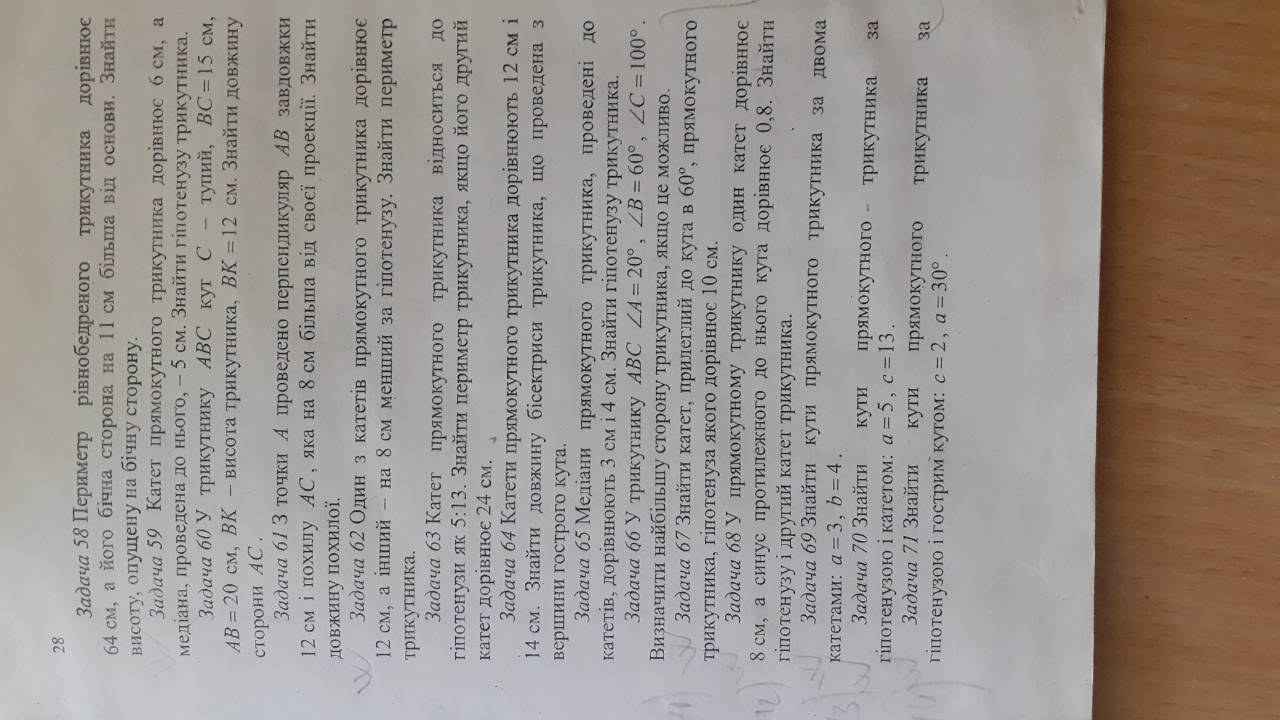 28
Задача 58 Периметр рівнобедреного трикутника дорівнює
64 см, а його бічна сторона на 11 см більша від основи. Знайти
висоту, опущену на бічну сторону.
Задача 59 Катет прямокутного трикутника дорівнює 6 см, а
медіана, проведена до нього, – 5 см. Знайти гіпотенузу трикутника.
Задача 60 У трикутнику ABC кут C – тупий, BC = 15 см,
AB = 20 см, BK – висота трикутника, BK = 12 см. Знайти довжину
сторони AC.
Задача 61 З точки A проведено перпендикуляр AB завдовжки
12 см і похилу AC, яка на 8 см більша від своєї проекції. Знайти
довжину похилої.
Задача 62 Один з катетів прямокутного трикутника дорівнює
12 см, а інший – на 8 см менший за гіпотенузу. Знайти периметр
трикутника.
Задача 63 Катет прямокутного трикутника відноситься до
гіпотенузи як 5:13. Знайти периметр трикутника, якщо його другий
катет дорівнює 24 см.
Задача 64 Катети прямокутного трикутника дорівнюють 12 см і
14 см. Знайти довжину бісектриси трикутника, що проведена з
вершини гострого кута.
Задача 65 Медіани прямокутного трикутника, проведені до
катетів, дорівнюють 3 см і 4 см. Знайти гіпотенузу трикутника.
Задача 66 У трикутнику ABC ∠A = 20°, ∠B = 60°, ∠C = 100°.
Визначити найбільшу сторону трикутника, якщо це можливо.
Задача 67 Знайти катет, прилеглий до кута в 60°, прямокутного
трикутника, гіпотенуза якого дорівнює 10 см.
Задача 68 У прямокутному трикутнику один катет дорівнює
8 см, а синус протилежного до нього кута дорівнює 0,8. Знайти
гіпотенузу і другий катет трикутника.
Задача 69 Знайти кути прямокутного трикутника за двома
катетами: a = 3, b = 4.
Задача 70 Знайти кути прямокутного – трикутника за
гіпотенузою і катетом: a = 5, c = 13.
Задача 71 Знайти кути прямокутного трикутника за
гіпотенузою і гострим кутом: c = 2, a = 30°.